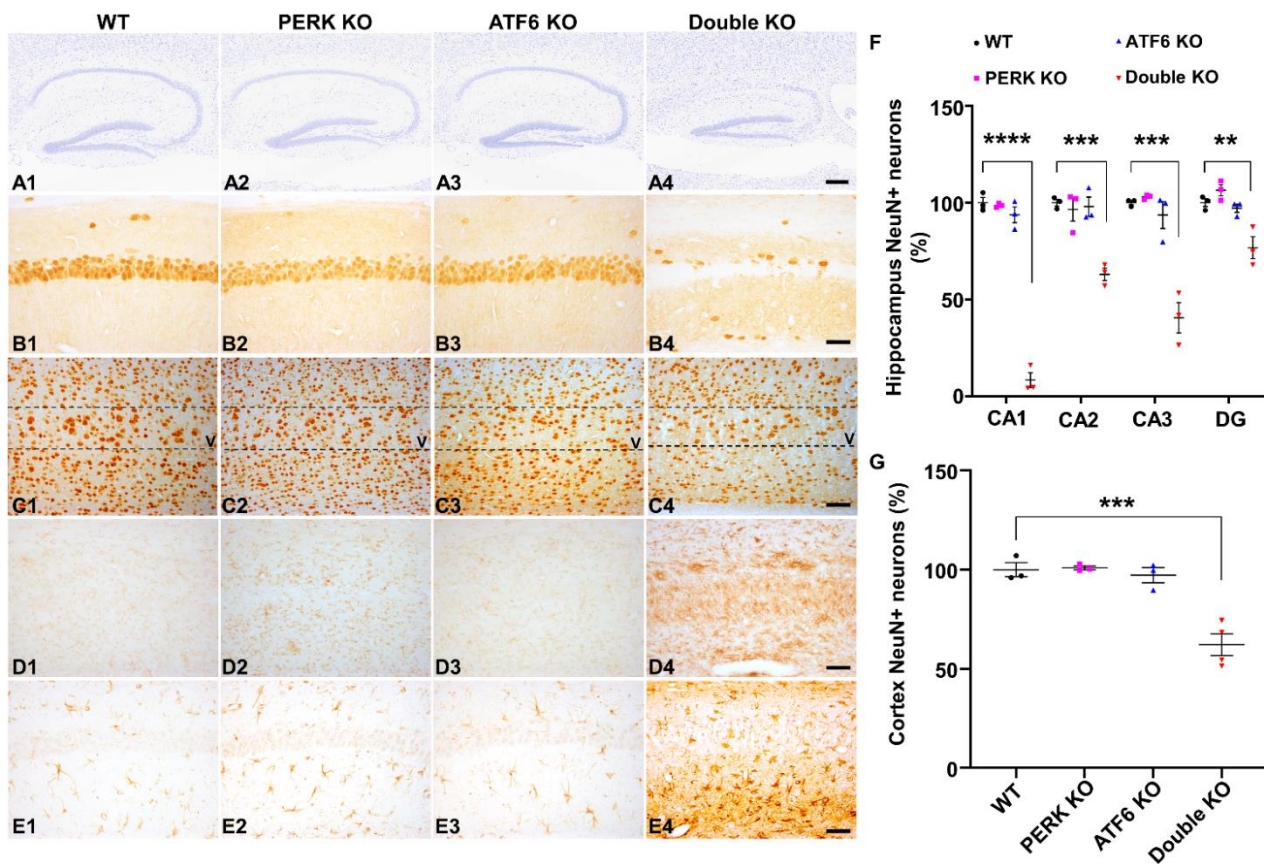 WT PERK KO ATF6 KO Double KO
A1 A2 A3 A4
B1 B2 B3 B4
V V V V
C1 C2 C3 C4
D1 D2 D3 D4
E1 E2 E3 E4
F
WT ATF6 KO
PERK KO Double KO
Hippocampus NeuN+ neurons
(%)
150
100
50
0
**** *** *** **
CA1 CA2 CA3 DG
G
Cortex NeuN+ neurons (%)
150
100
50
0
***
WT PERK KO ATF6 KO Double KO